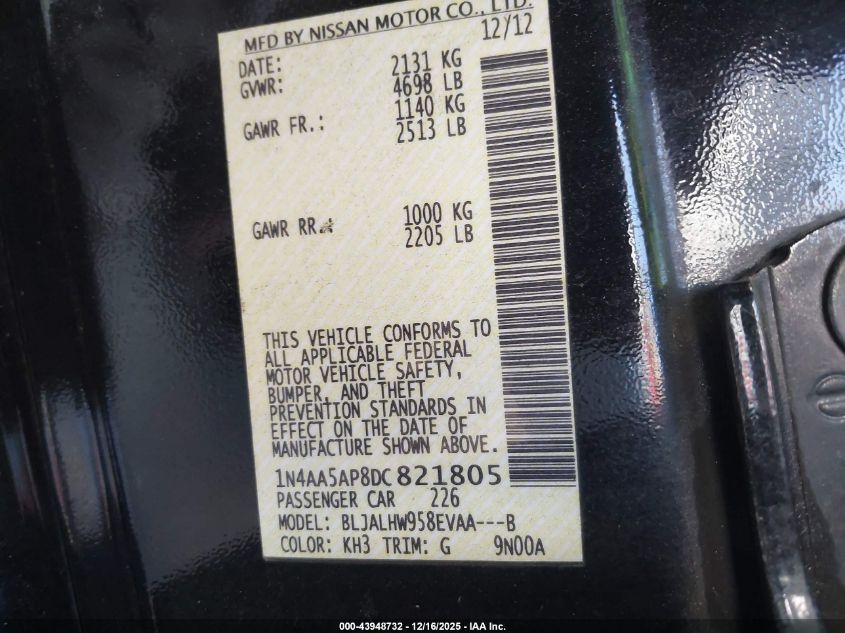 MFD BY NISSAN MOTOR CO., LTD.
DATE: 12/12
GVWR: 2131 KG
4698 LB
GAWR FR.: 1140 KG
2513 LB
GAWR RR.: 1000 KG
2205 LB
THIS VEHICLE CONFORMS TO
ALL APPLICABLE FEDERAL
MOTOR VEHICLE SAFETY,
BUMPER, AND THEFT
PREVENTION STANDARDS IN
EFFECT ON THE DATE OF
MANUFACTURE SHOWN ABOVE.
1N4AA5AP8DC821805
PASSENGER CAR 226
MODEL: BLJALHW958EVAA---B
COLOR: KH3 TRIM: G 9N00A
000-43948732 - 12/16/2025 - IAA Inc.